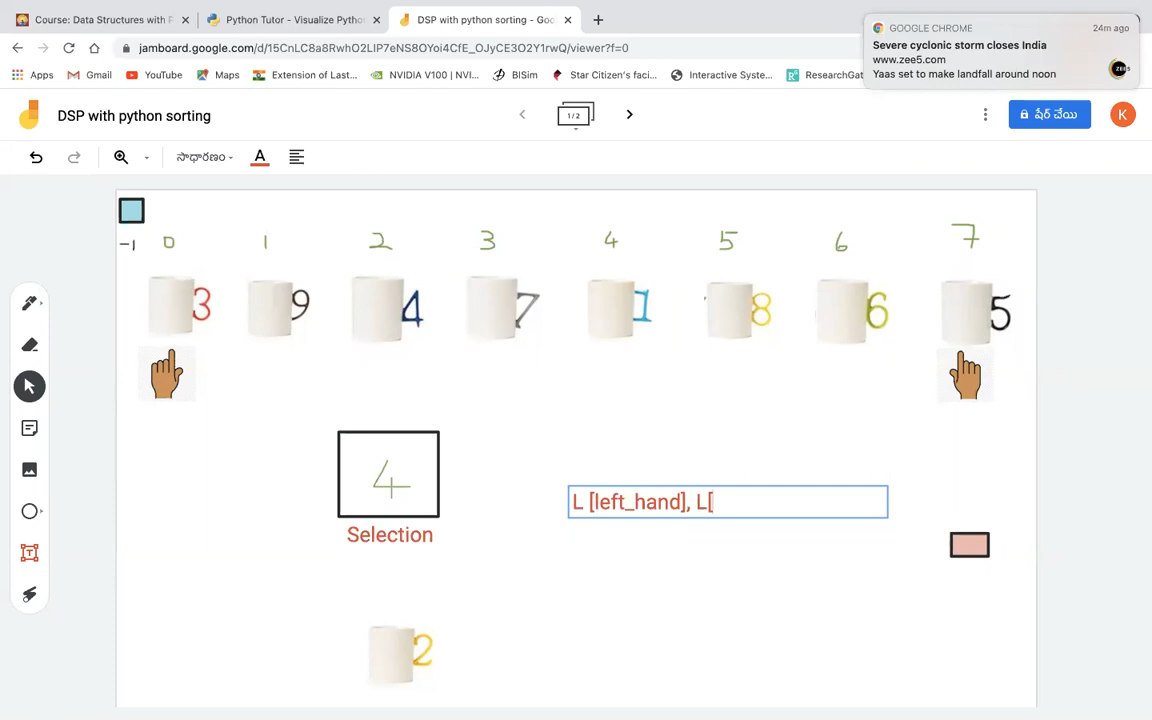 Course: Data Structures with P
Python Tutor - Visualize Python
DSP with python sorting - Goo
GOOGLE CHROME
24m ago
Severe cyclonic storm closes India
www.zee5.com
Yaas set to make landfall around noon
ZEE5
jamboard.google.com/d/15CnLC8a8RwhO2LIP7eNS8OYoi4CfE_OJyCE3O2Y1rwQ/viewer?f=0
Apps
Gmail
YouTube
Maps
Extension of Last...
NVIDIA V100 | NVI...
BISim
Star Citizen's faci...
Interactive Syste...
ResearchGat
DSP with python sorting
1/2
షేర్ చేయి
K
సాధారణం
A
-1 0 1 2 3 4 5 6 7
3 9 4 7 1 8 6 5
4
Selection
L [left_hand], L[
2